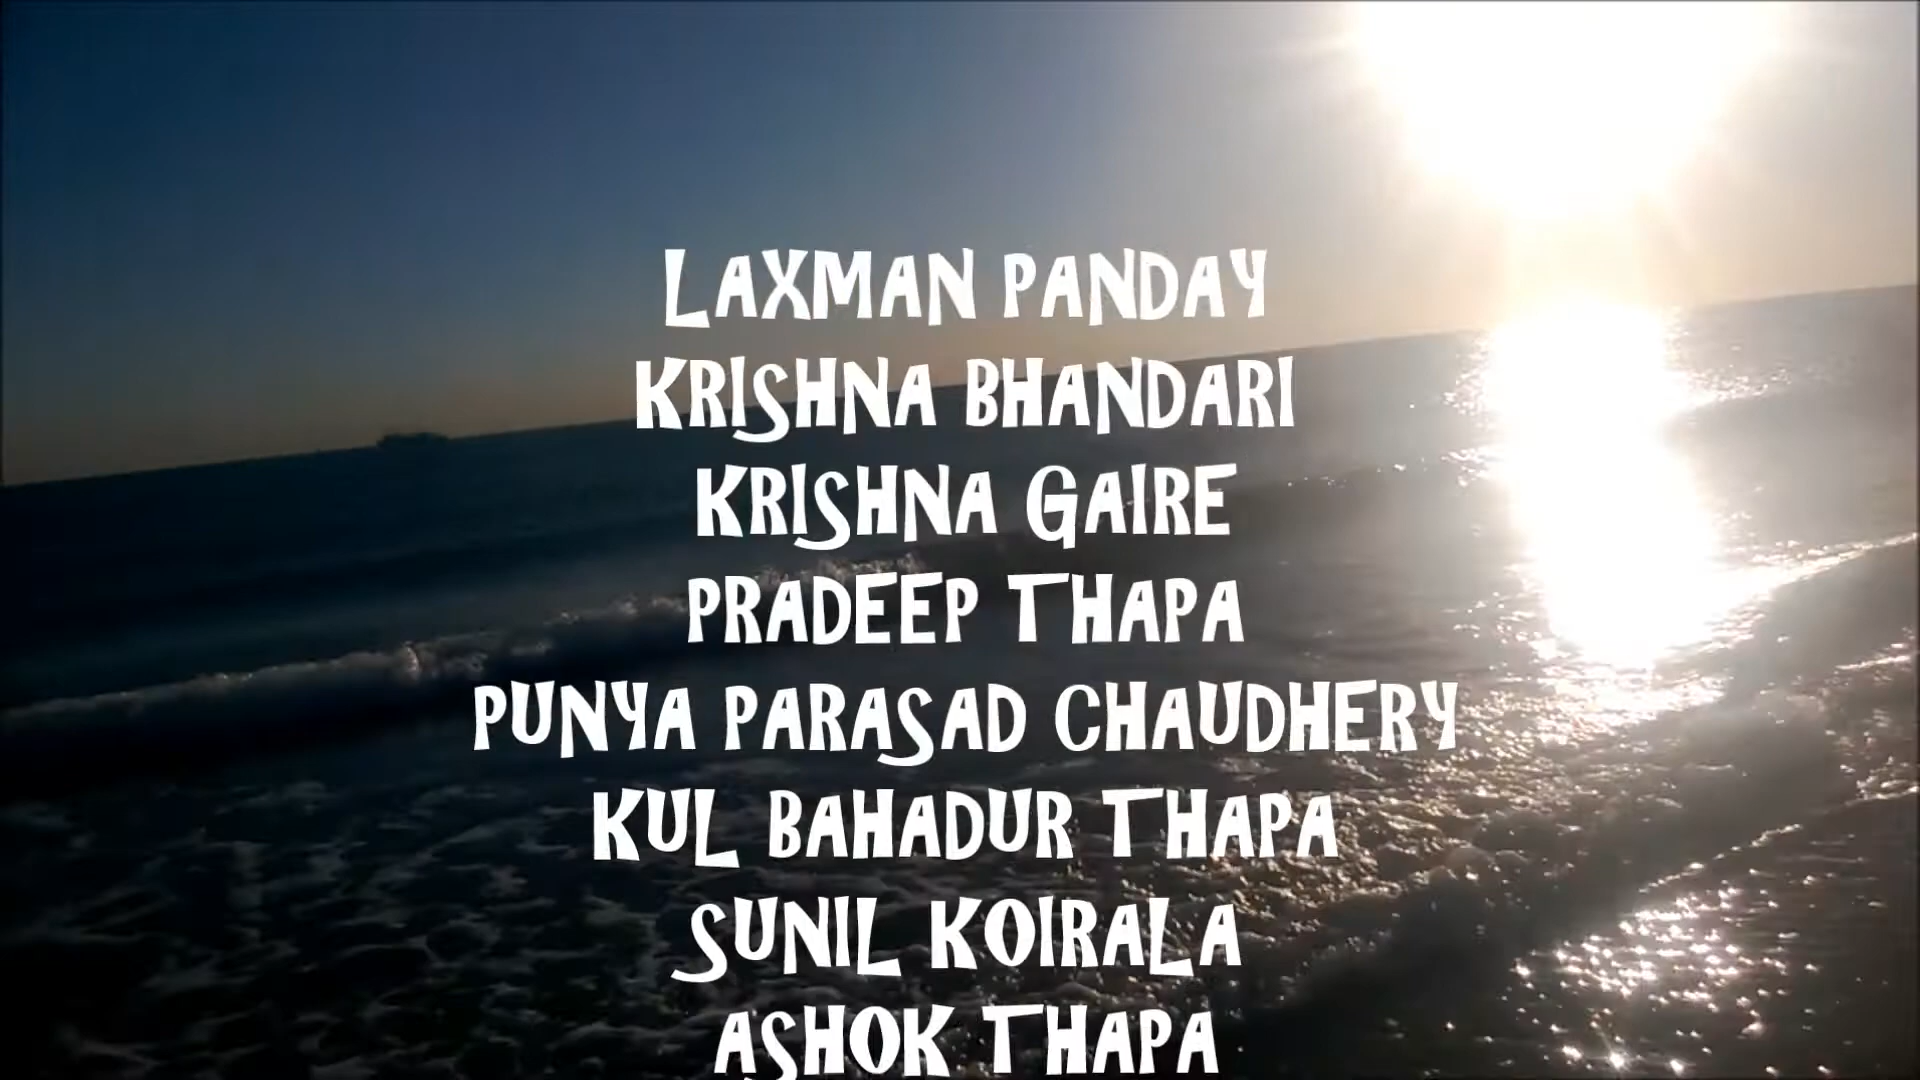 LAXMAN PANDAY
KRISHNA BHANDARI
KRISHNA GAIRE
PRADEEP THAPA
PUNYA PARASAD CHAUDHERY
KUL BAHADUR THAPA
SUNIL KOIRALA
ASHOK THAPA